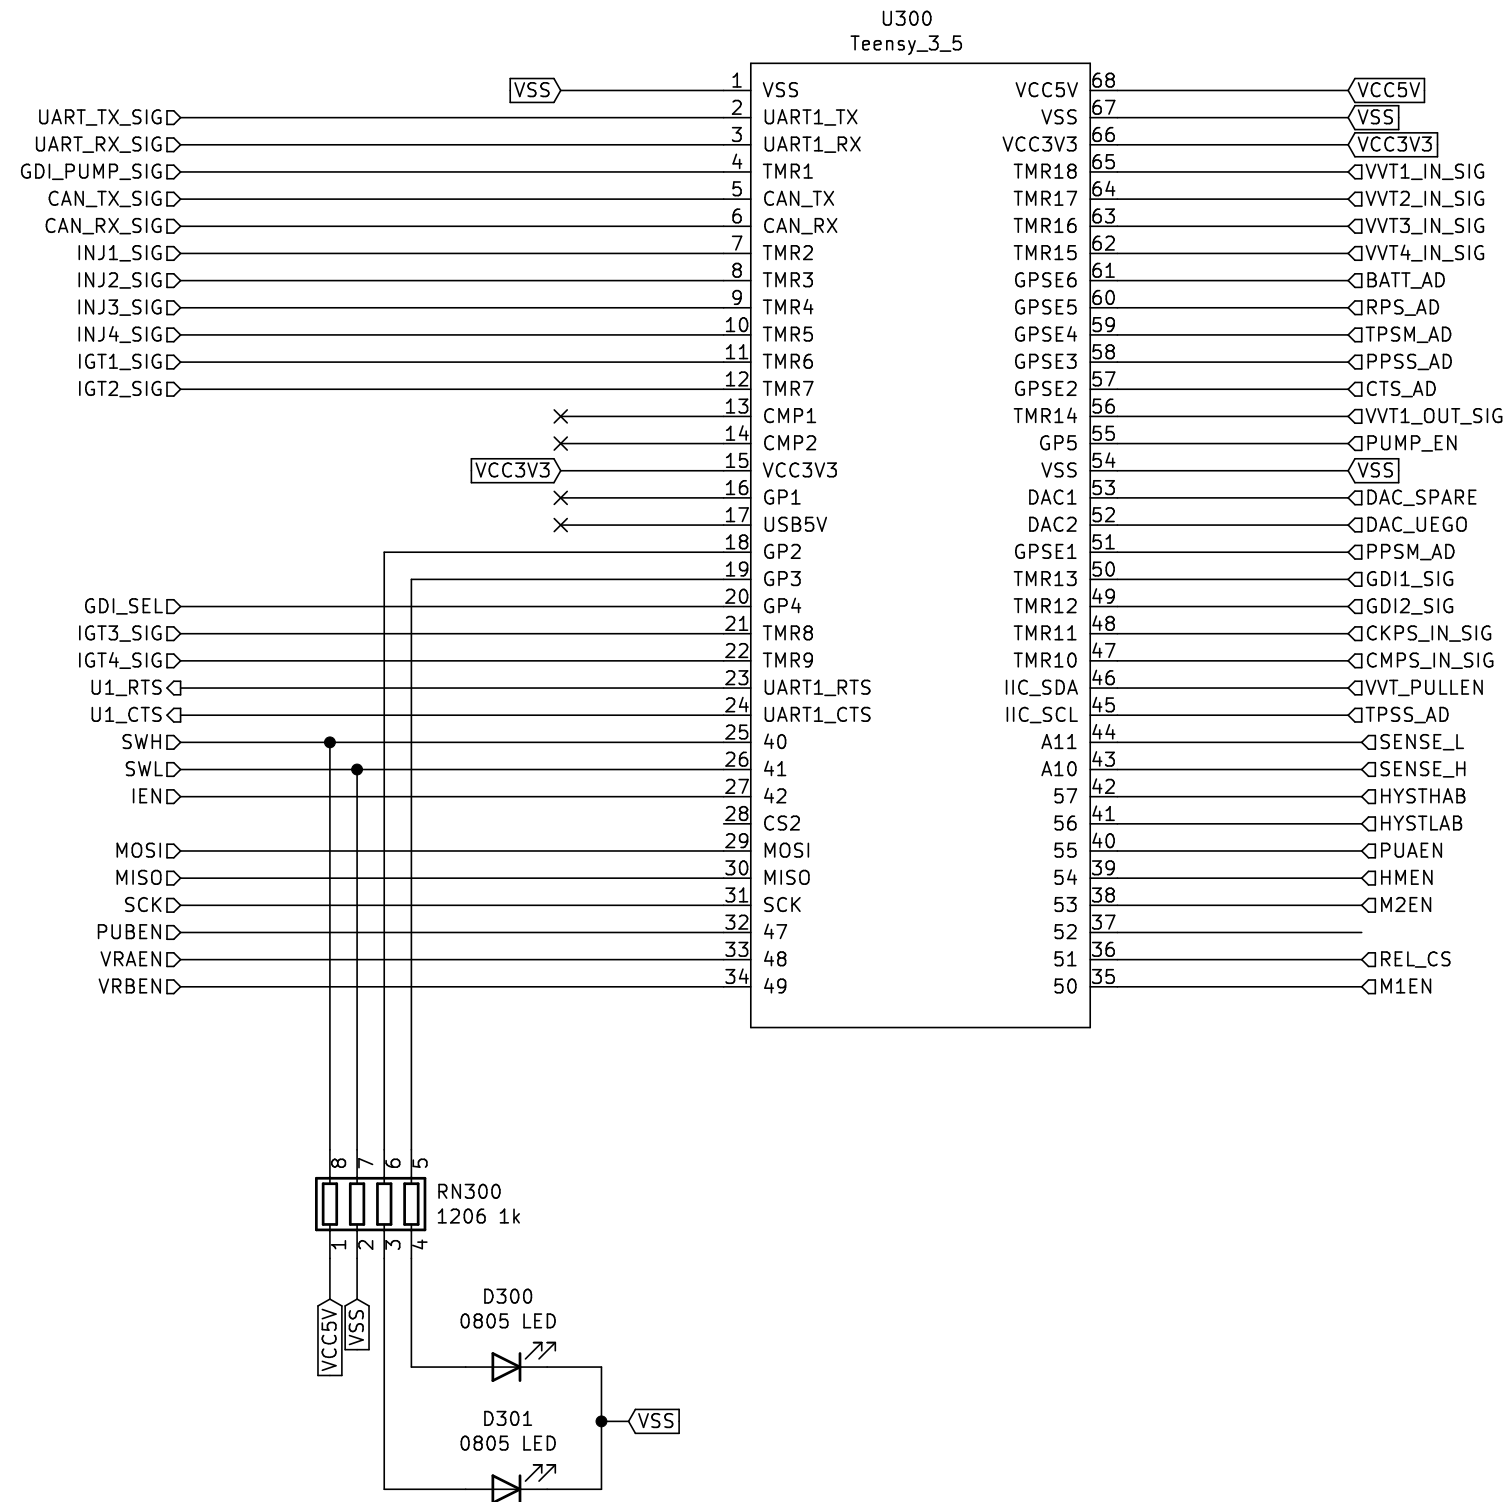 U300
Teensy_3_5
VSS 1 VSS VCC5V 68 VCC5V
UART_TX_SIG 2 UART1_TX VSS 67 VSS
UART_RX_SIG 3 UART1_RX VCC3V3 66 VCC3V3
GDI_PUMP_SIG 4 TMR1 TMR18 65 VVT1_IN_SIG
CAN_TX_SIG 5 CAN_TX TMR17 64 VVT2_IN_SIG
CAN_RX_SIG 6 CAN_RX TMR16 63 VVT3_IN_SIG
INJ1_SIG 7 TMR2 TMR15 62 VVT4_IN_SIG
INJ2_SIG 8 TMR3 GPSE6 61 BATT_AD
INJ3_SIG 9 TMR4 GPSE5 60 RPS_AD
INJ4_SIG 10 TMR5 GPSE4 59 TPSM_AD
IGT1_SIG 11 TMR6 GPSE3 58 PPSS_AD
IGT2_SIG 12 TMR7 GPSE2 57 CTS_AD
13 CMP1 TMR14 56 VVT1_OUT_SIG
14 CMP2 GP5 55 PUMP_EN
VCC3V3 15 VCC3V3 VSS 54 VSS
16 GP1 DAC1 53 DAC_SPARE
17 USB5V DAC2 52 DAC_UEGO
18 GP2 GPSE1 51 PPSM_AD
19 GP3 TMR13 50 GDI1_SIG
GDI_SEL 20 GP4 TMR12 49 GDI2_SIG
IGT3_SIG 21 TMR8 TMR11 48 CKPS_IN_SIG
IGT4_SIG 22 TMR9 TMR10 47 CMPS_IN_SIG
U1_RTS 23 UART1_RTS IIC_SDA 46 VVT_PULLEN
U1_CTS 24 UART1_CTS IIC_SCL 45 TPSS_AD
SWH 25 40 A11 44 SENSE_L
SWL 26 41 A10 43 SENSE_H
IEN 27 42 57 42 HYSTHAB
28 CS2 56 41 HYSTLAB
MOSI 29 MOSI 55 40 PUAEN
MISO 30 MISO 54 39 HMEN
SCK 31 SCK 53 38 M2EN
PUBEN 32 47 52 37
VRAEN 33 48 51 36 REL_CS
VRBEN 34 49 50 35 M1EN
8 7 6 5
RN300
1206 1k
1 2 3 4
VCC5V VSS
D300
0805 LED
D301
0805 LED
VSS